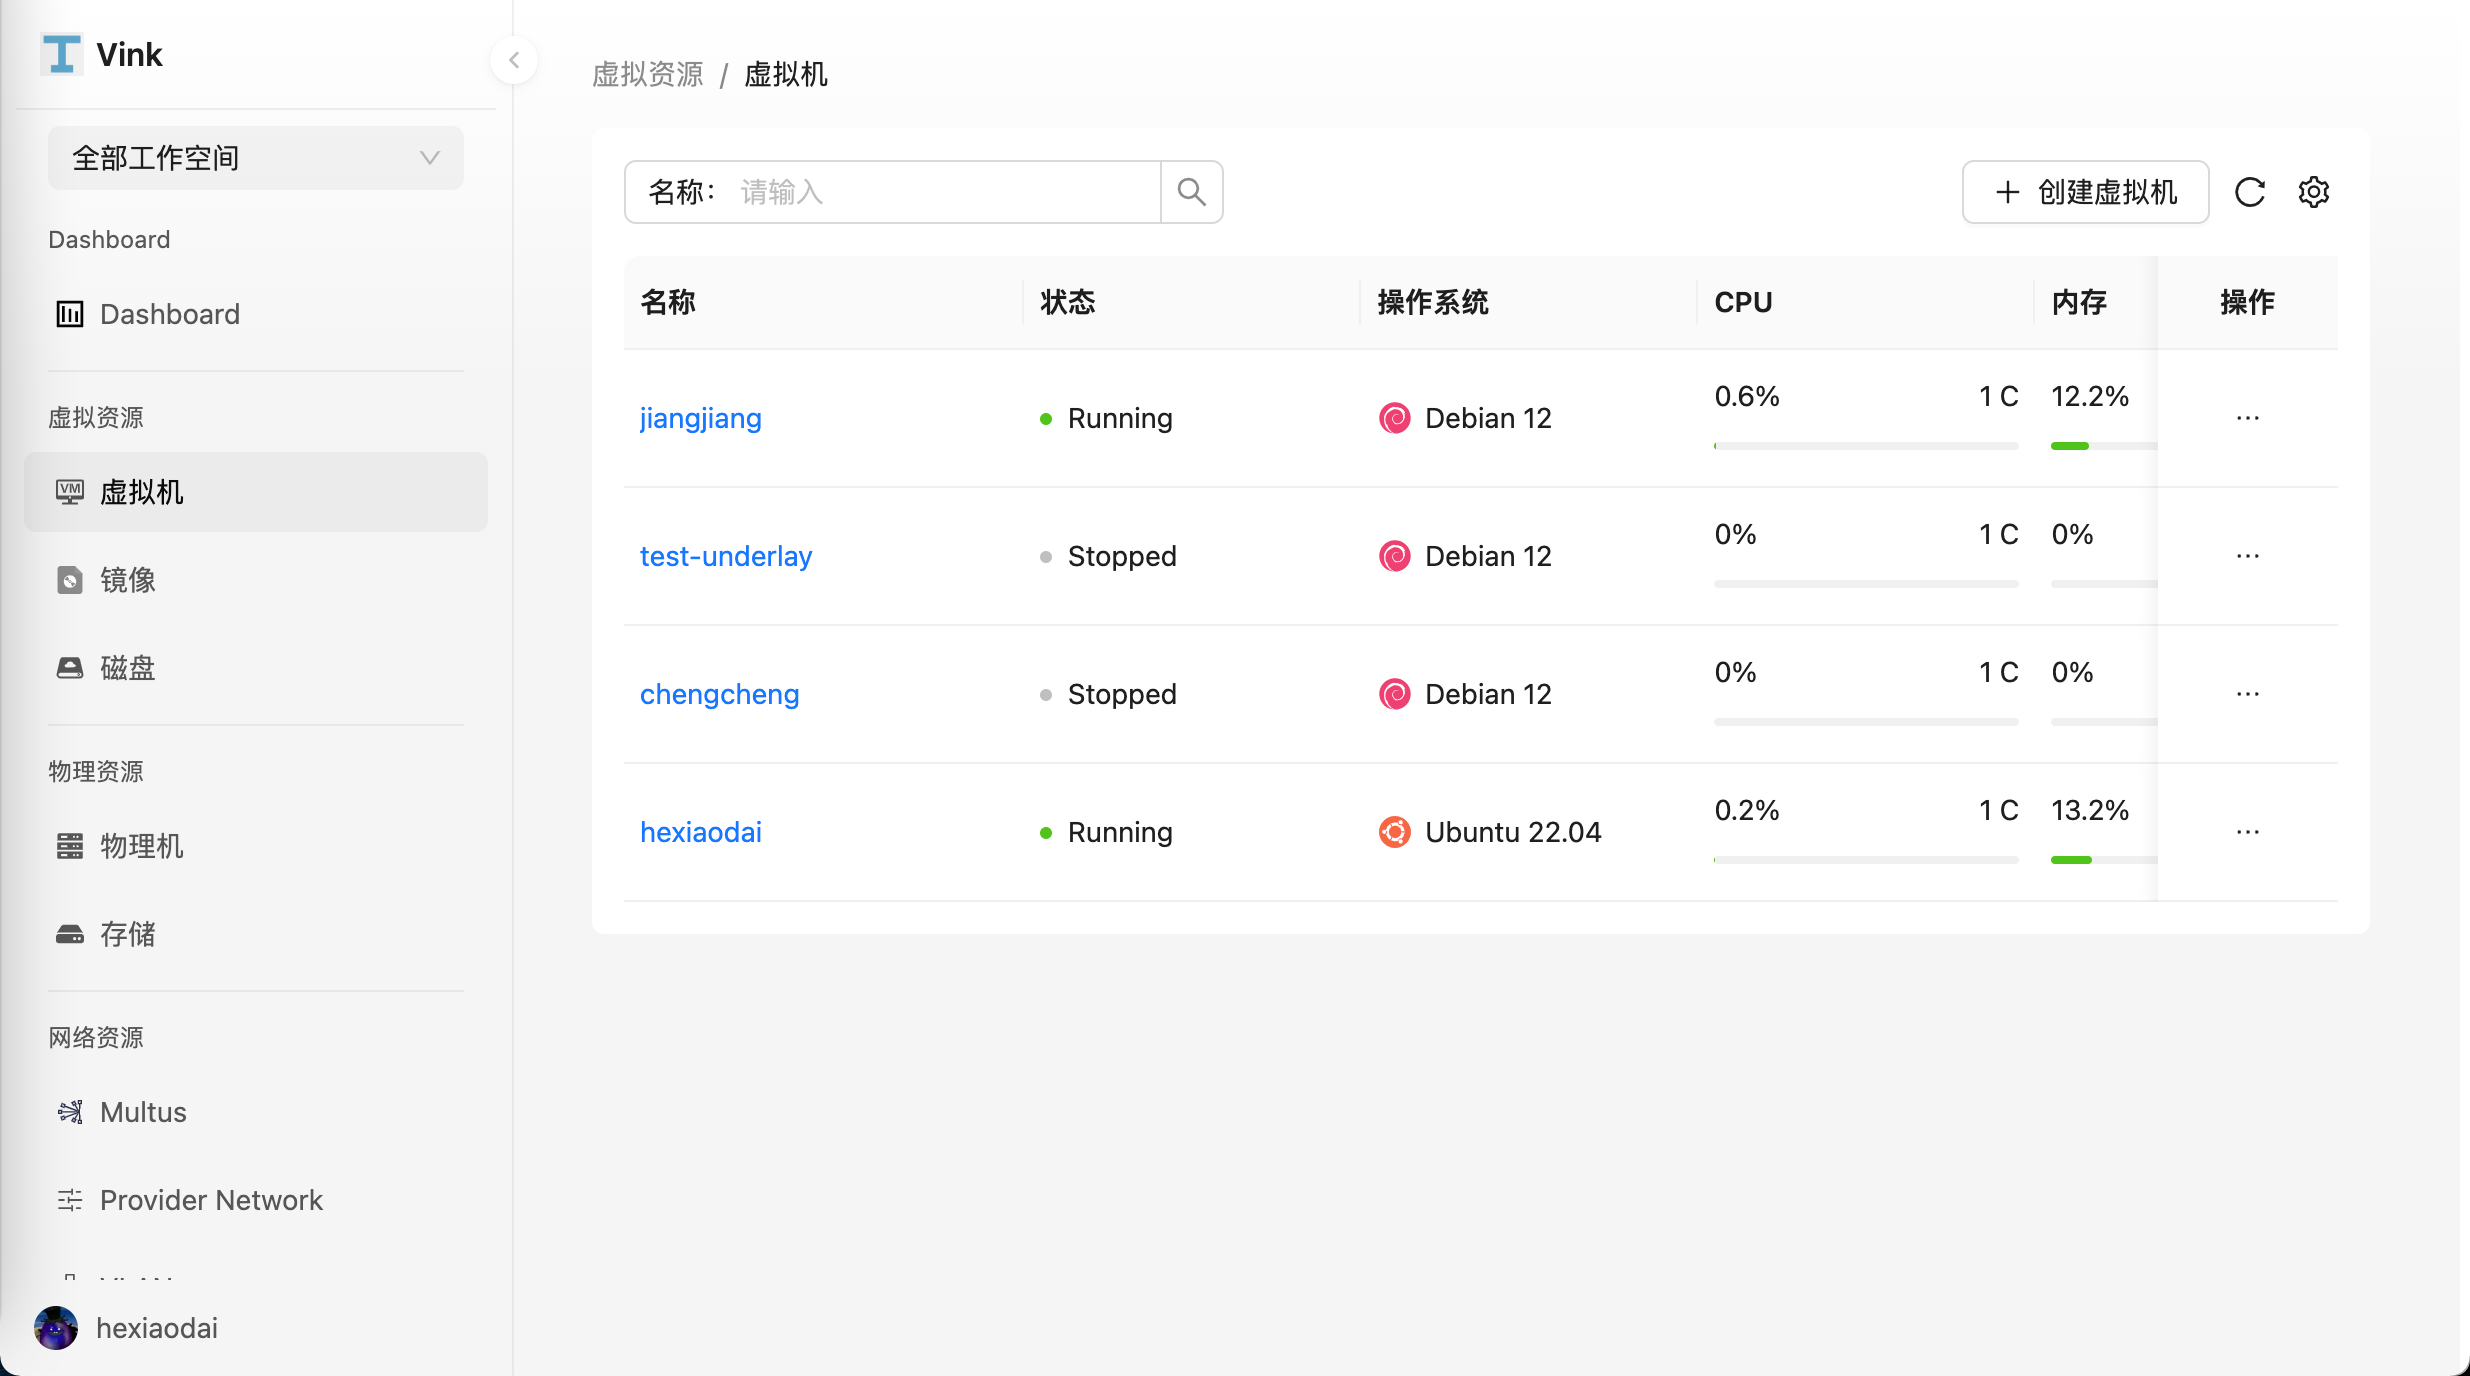 Vink
全部工作空间
Dashboard
Dashboard
虚拟资源
虚拟机
镜像
磁盘
物理资源
物理机
存储
网络资源
Multus
Provider Network
hexiaodai
虚拟资源 / 虚拟机
名称： 请输入
创建虚拟机
名称 状态 操作系统 CPU 内存 操作
jiangjiang Running Debian 12 0.6% 1 C 12.2% ...
test-underlay Stopped Debian 12 0% 1 C 0% ...
chengcheng Stopped Debian 12 0% 1 C 0% ...
hexiaodai Running Ubuntu 22.04 0.2% 1 C 13.2% ...